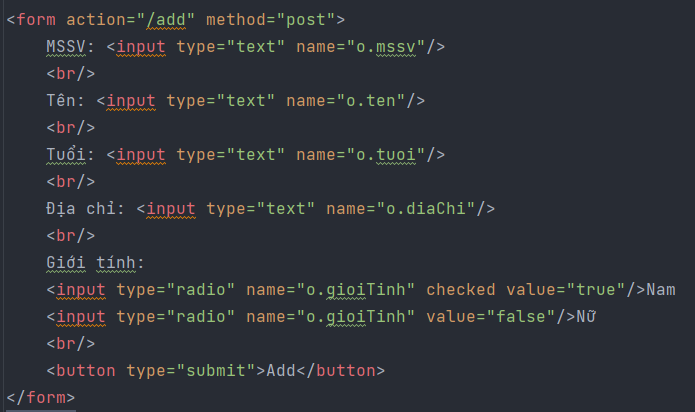 <form action="/add" method="post">
    MSSV: <input type="text" name="o.mssv"/>
    <br/>
    Tên: <input type="text" name="o.ten"/>
    <br/>
    Tuổi: <input type="text" name="o.tuoi"/>
    <br/>
    Địa chỉ: <input type="text" name="o.diaChi"/>
    <br/>
    Giới tính:
    <input type="radio" name="o.gioiTinh" checked value="true"/>Nam
    <input type="radio" name="o.gioiTinh" value="false"/>Nữ
    <br/>
    <button type="submit">Add</button>
</form>